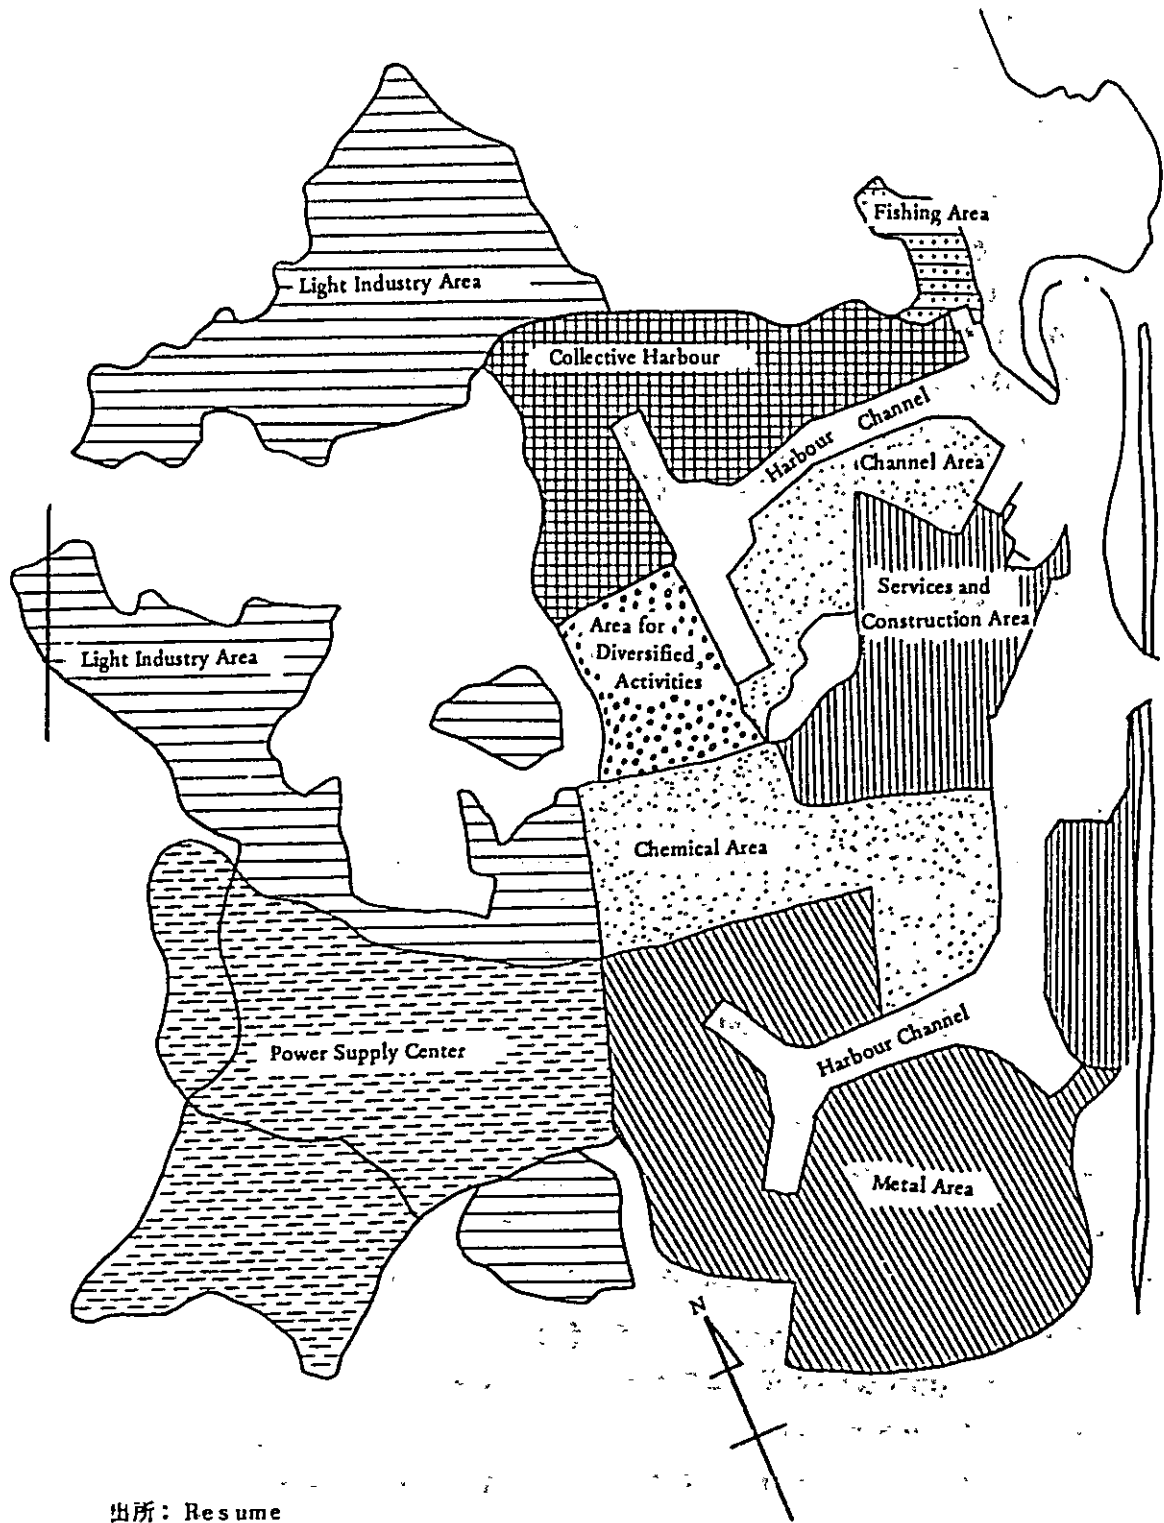 Fishing Area
Light Industry Area
Collective Harbour
Harbour Channel
Channel Area
Services and
Construction Area
Area for
Diversified
Activities
Light Industry Area
Chemical Area
Power Supply Center
Harbour Channel
Metal Area
N
出所: Resume